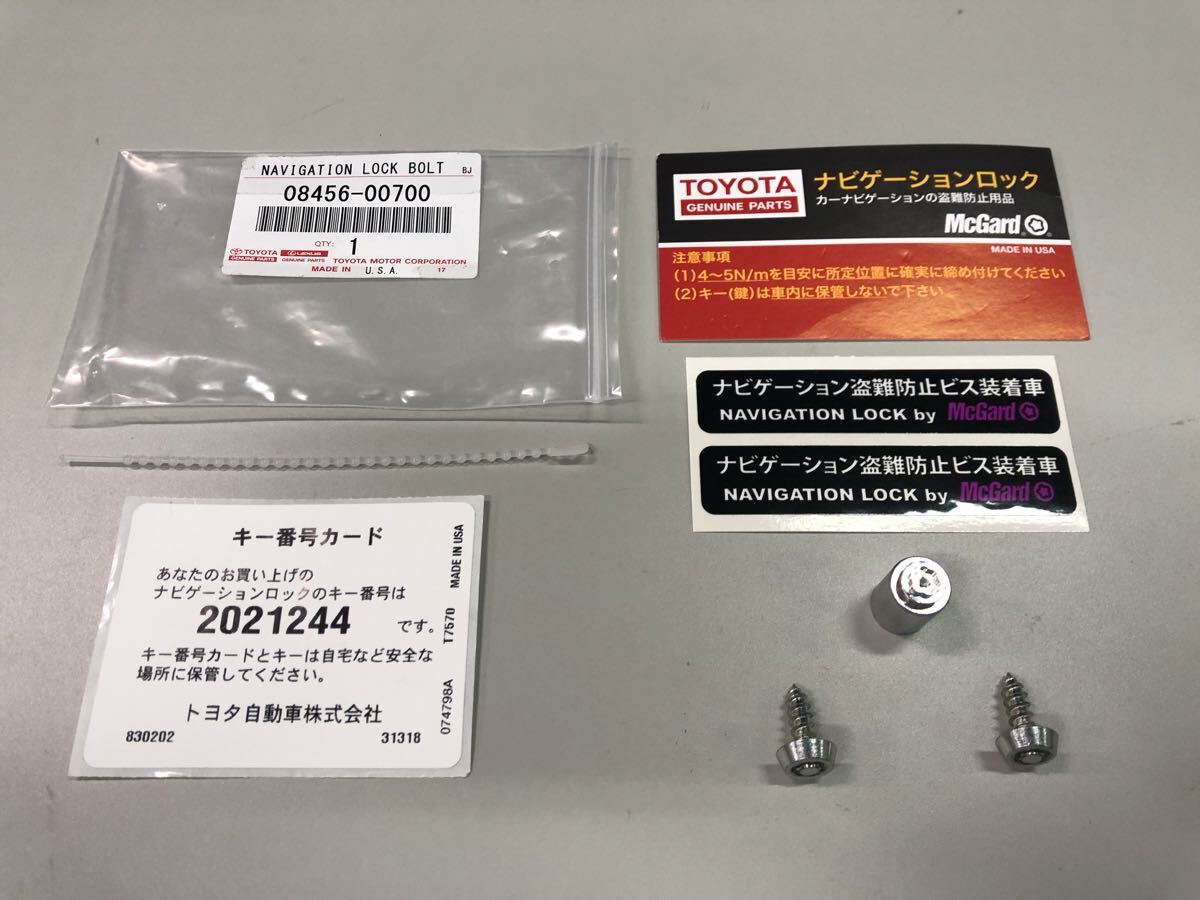 NAVIGATION LOCK BOLT BJ
08456-00700
QTY: 1
TOYOTA LEXUS
GENUINE PARTS GENUINE PARTS TOYOTA MOTOR CORPORATION
MADE IN U.S.A. 17
TOYOTA
GENUINE PARTS
ナビゲーションロック
カーナビゲーションの盗難防止用品
McGard
MADE IN USA
注意事項
(1)4〜5N/mを目安に所定位置に確実に締め付けてください
(2)キー(鍵)は車内に保管しないで下さい
ナビゲーション盗難防止ビス装着車
NAVIGATION LOCK by McGard
ナビゲーション盗難防止ビス装着車
NAVIGATION LOCK by McGard
キー番号カード
あなたのお買い上げの
ナビゲーションロックのキー番号は
2021244 です。
キー番号カードとキーは自宅など安全な
場所に保管してください。
トヨタ自動車株式会社
830202 31318
074798A T7570 MADE IN USA